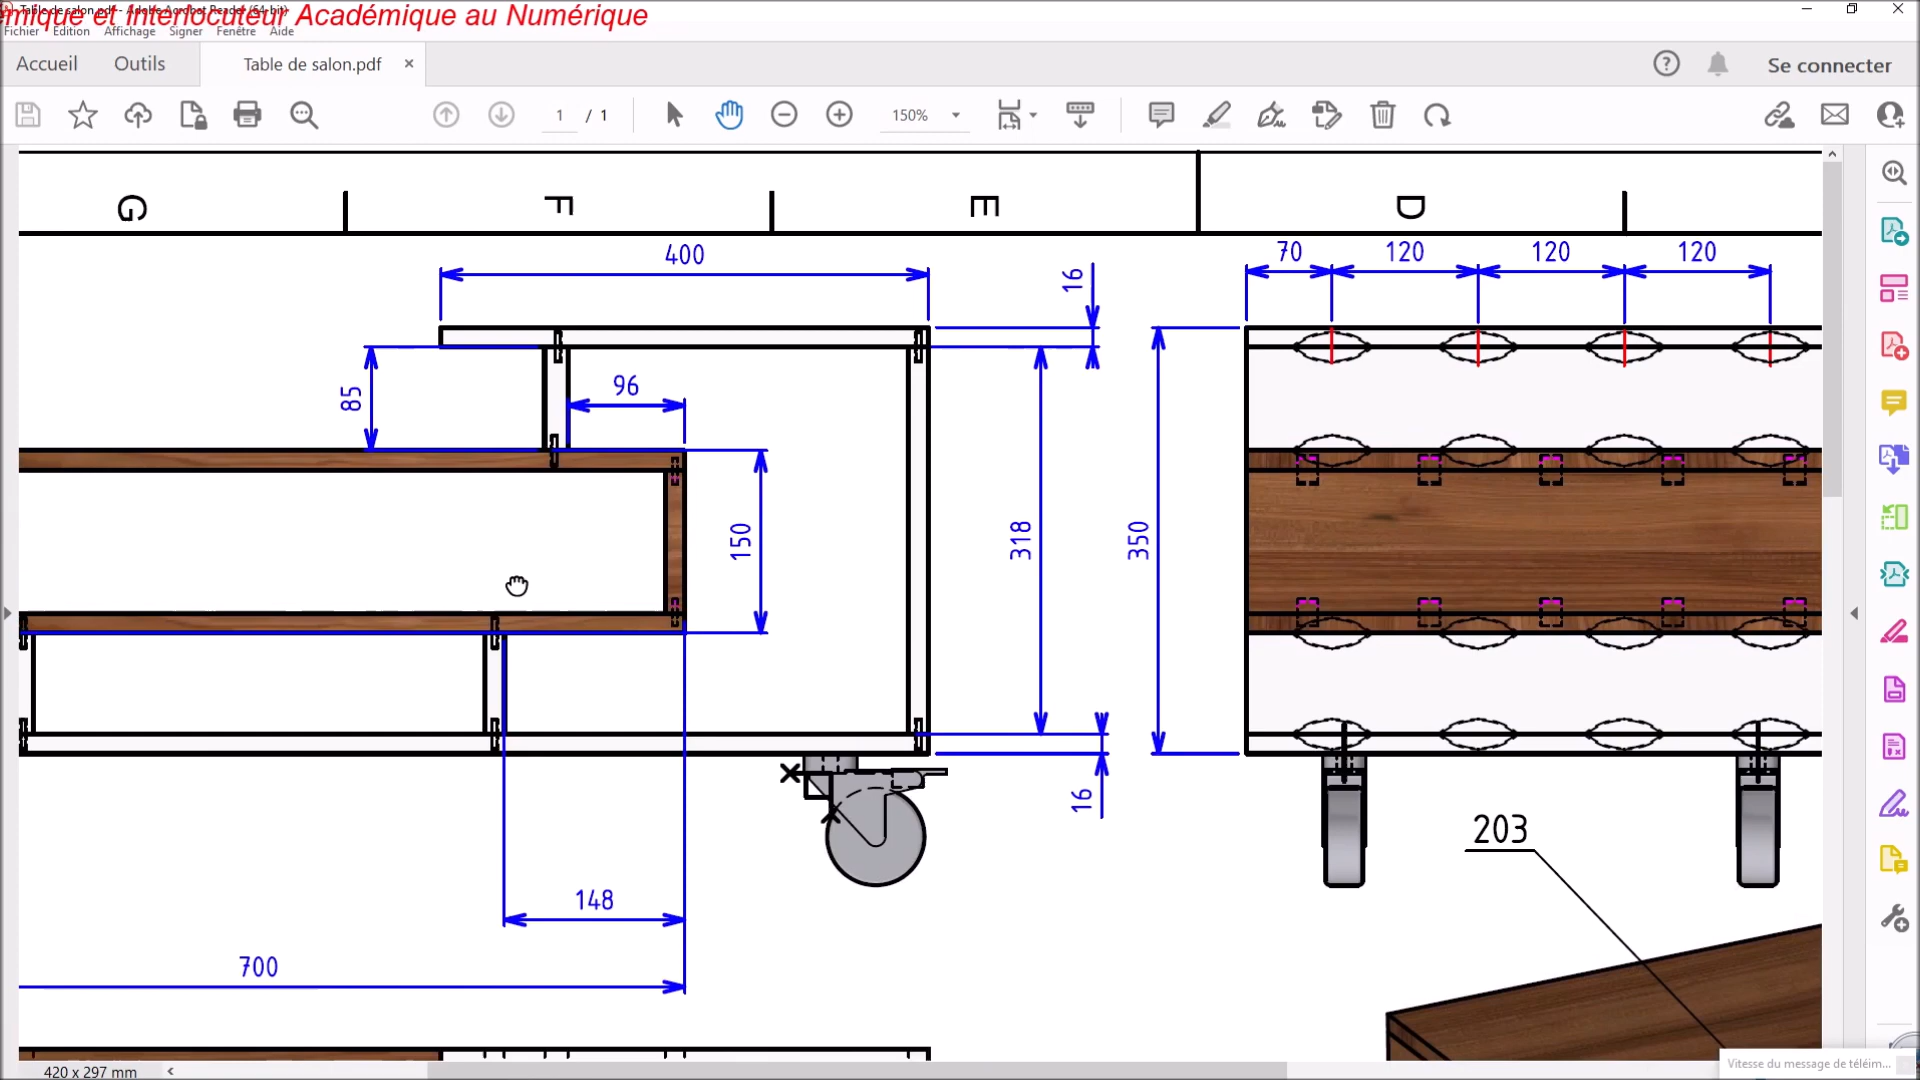 émique et Interlocuteur Académique au Numérique
Table de salon.pdf - Adobe Acrobat Reader (64-bit)
Fichier Edition Affichage Signer Fenêtre Aide
Accueil Outils Table de salon.pdf × Se connecter
1 / 1 150%
G F E D
400 16 70 120 120 120
85 96
150 318 350
16
203
148
700
420 x 297 mm
Vitesse du message de téléim...